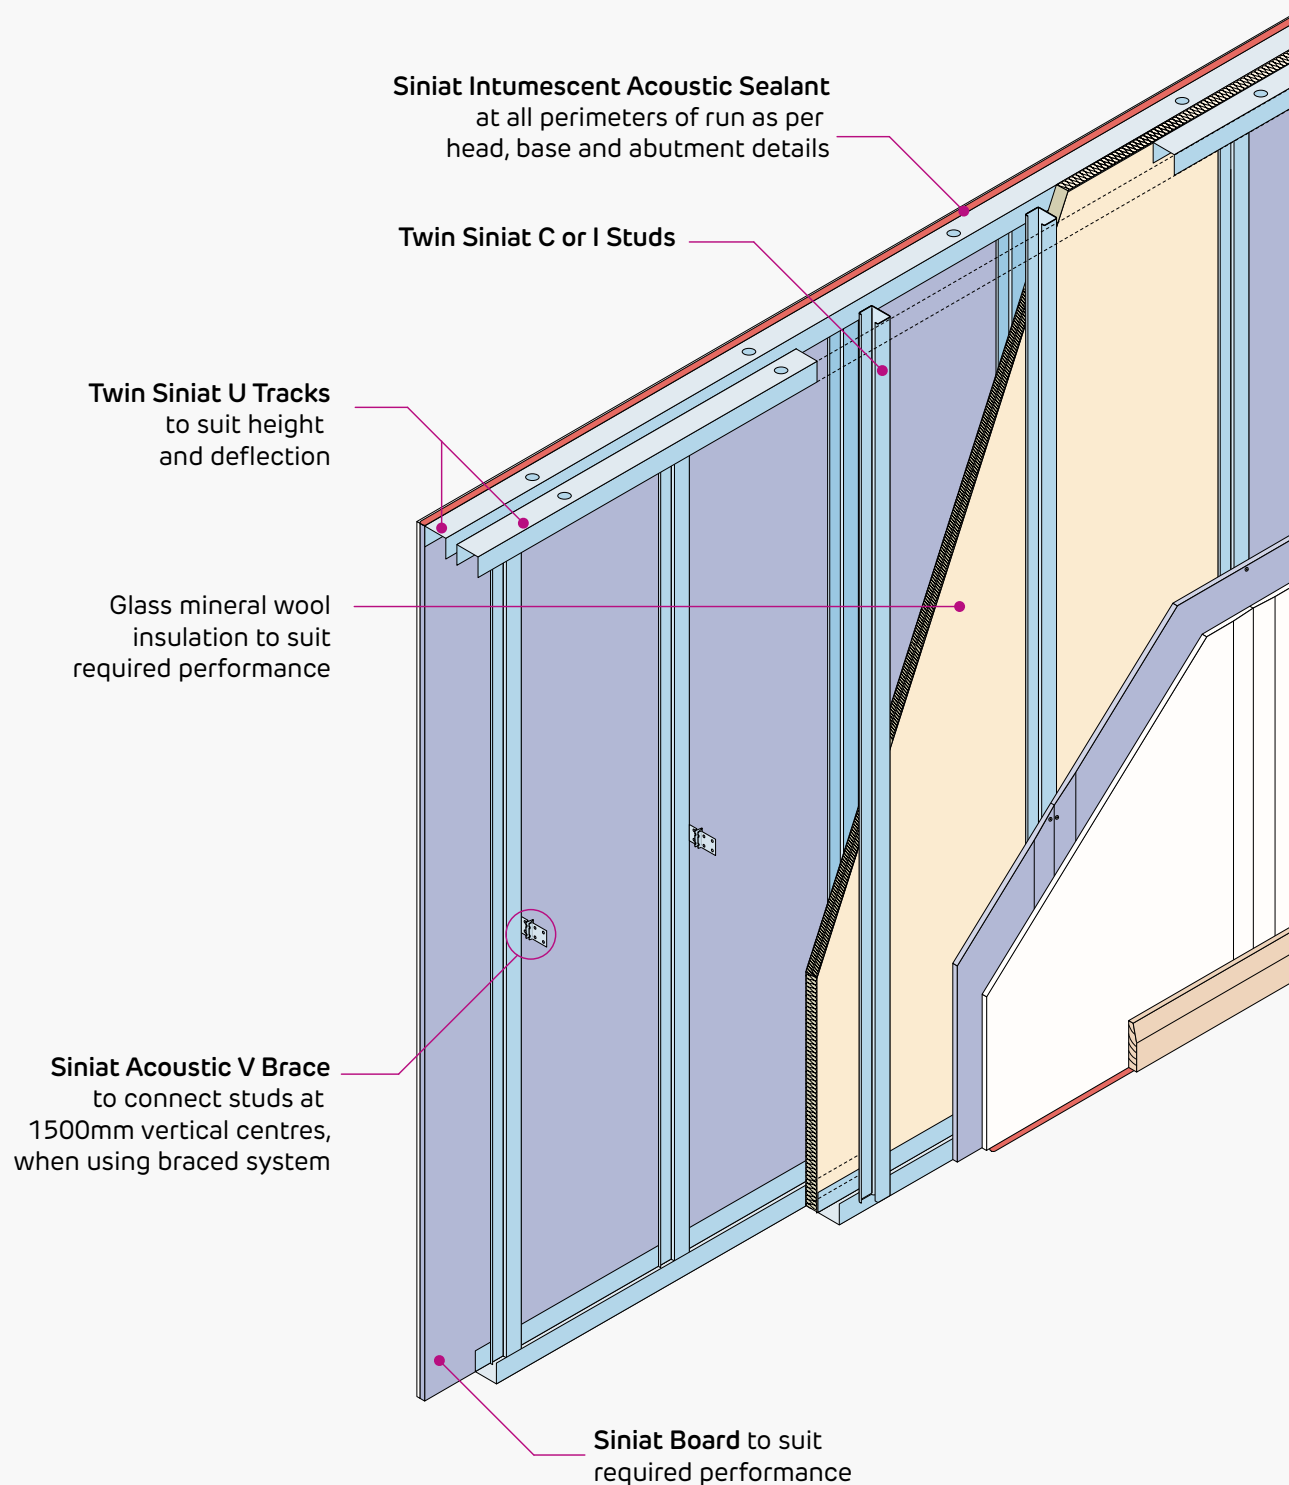 Siniat Intumescent Acoustic Sealant
at all perimeters of run as per
head, base and abutment details
Twin Siniat C or I Studs
Twin Siniat U Tracks
to suit height
and deflection
Glass mineral wool
insulation to suit
required performance
Siniat Acoustic V Brace
to connect studs at
1500mm vertical centres,
when using braced system
Siniat Board to suit
required performance